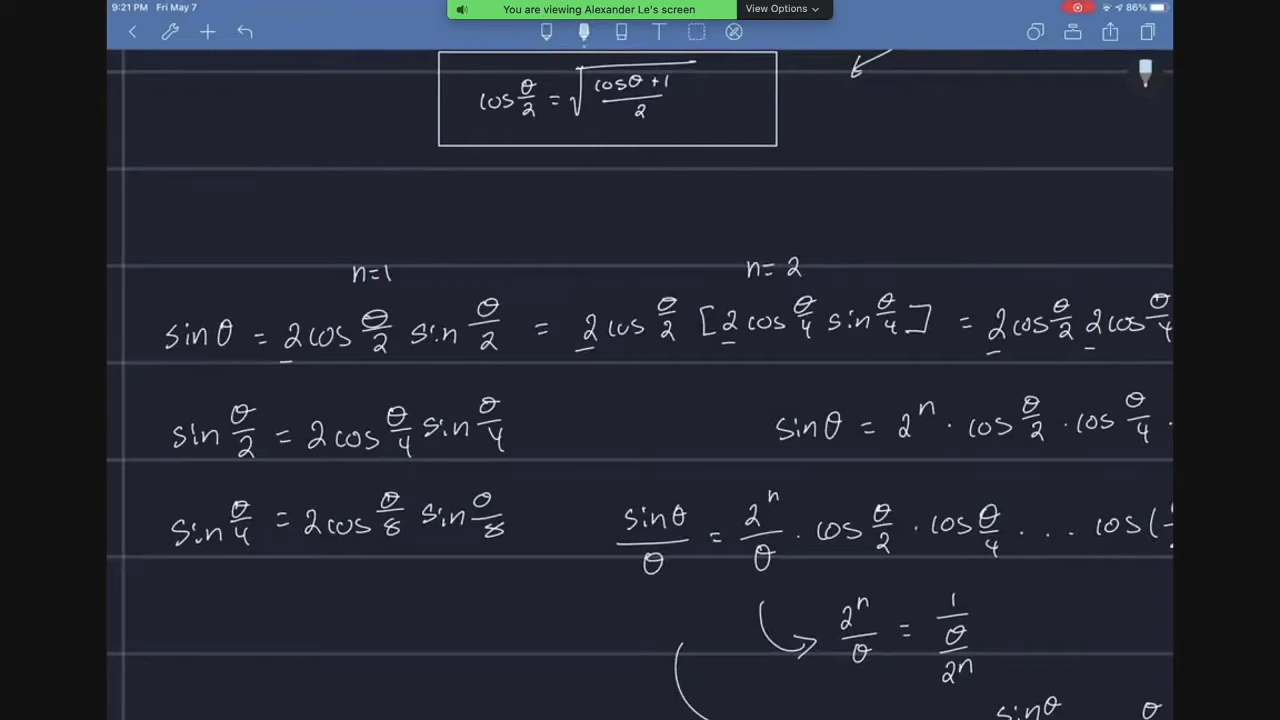 9:21 PM Fri May 7
You are viewing Alexander Le's screen View Options
86%
cos θ/2 = √((cosθ + 1)/2)
n=1
n= 2
sinθ = 2cos θ/2 sin θ/2 = 2cos θ/2 [2cos θ/4 sin θ/4] = 2cos θ/2 2cos θ/4
sin θ/2 = 2cos θ/4 sin θ/4
sinθ = 2^n · cos θ/2 · cos θ/4 ·
sin θ/4 = 2cos θ/8 sin θ/8
sinθ/θ = 2^n/θ · cos θ/2 · cos θ/4 · ... cos(
2^n/θ = 1/(θ/2^n)
sinθ θ